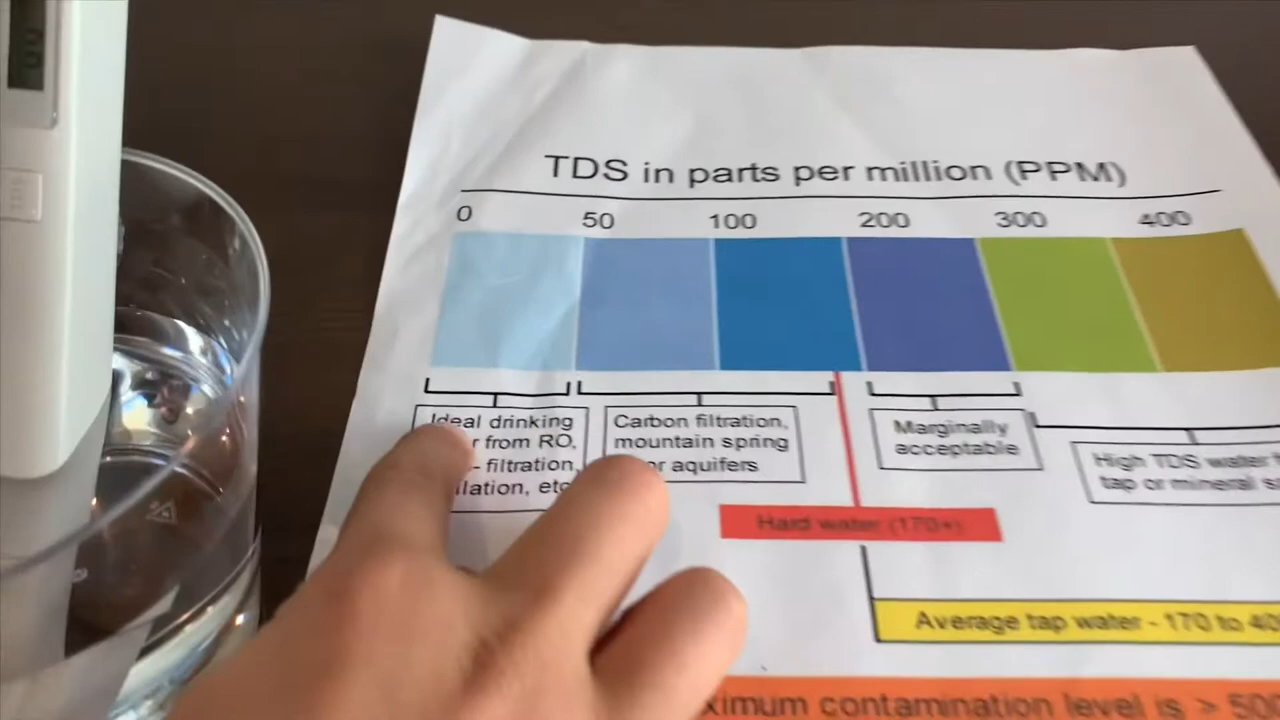 TDS in parts per million (PPM)
0 50 100 200 300 400
Ideal drinking
from RO,
filtration,
etc
Carbon filtration,
mountain spring
or aquifers
Marginally
acceptable
High TDS water
tap or mineral
Hard water (170+)
Average tap water - 170 to
contamination level is > 500